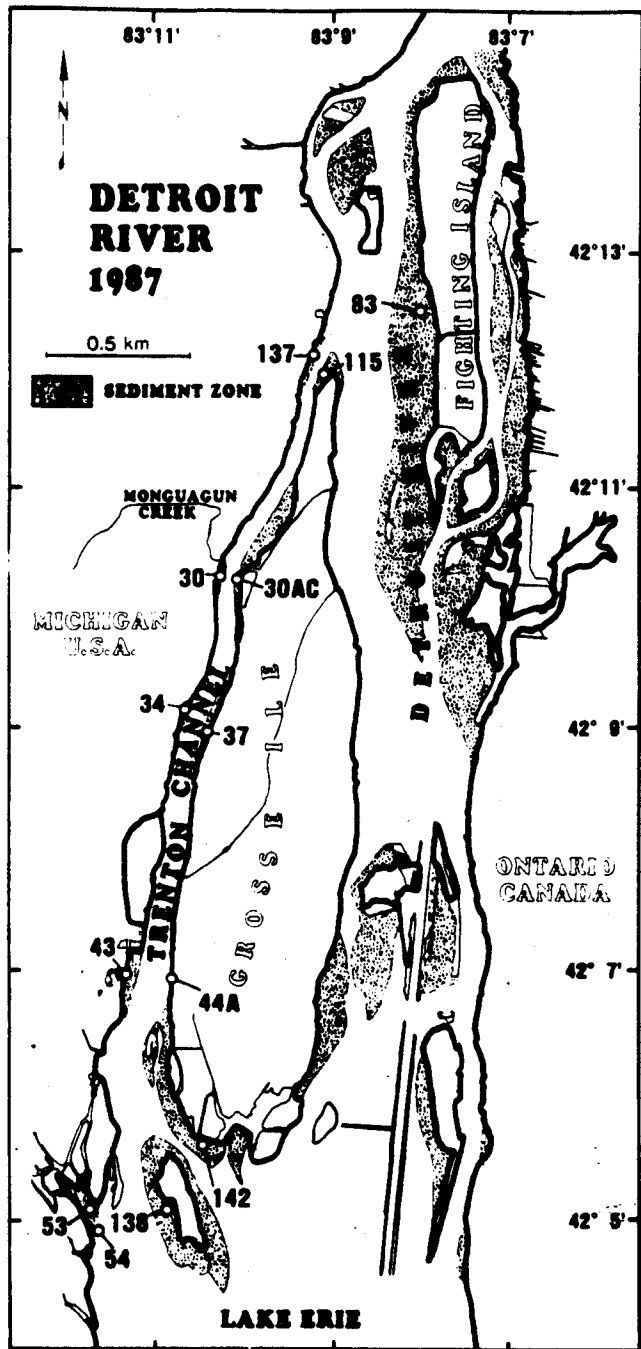 83°11'
83°9'
83°7'
N
DETROIT
RIVER
1987
0.5 km
SEDIMENT ZONE
FIGHTING ISLAND
42°13'
83
137
115
MONGUAGUN
CREEK
42°11'
30
30AC
MICHIGAN
U.S.A.
DETROIT RIVER
34
37
42° 9'
TRENTON CHANNEL
GROSSE ILE
ONTARIO
CANADA
43
44A
42° 7'
142
53
138
54
42° 5'
LAKE ERIE